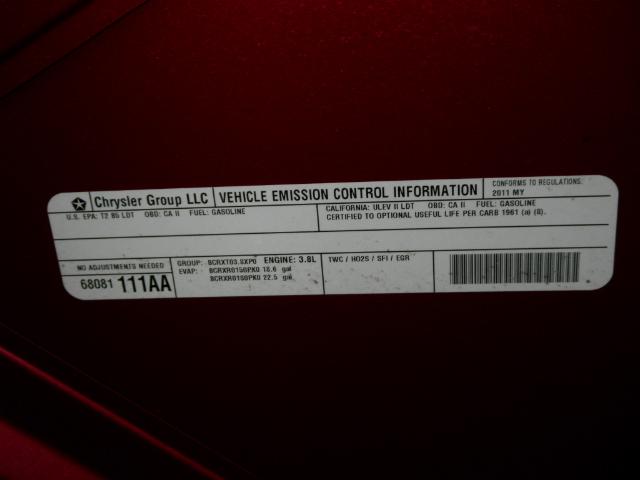 Chrysler Group LLC VEHICLE EMISSION CONTROL INFORMATION
CONFORMS TO REGULATIONS:
2011 MY
U.S. EPA: T2 B5 LDT OBD: CA II FUEL: GASOLINE
CALIFORNIA: ULEV II LDT OBD: CA II FUEL: GASOLINE
CERTIFIED TO OPTIONAL USEFUL LIFE PER CARB 1961 (a) (8).
NO ADJUSTMENTS NEEDED
68081 111AA
GROUP: BCRXT03.8XP0 ENGINE: 3.8L
EVAP: BCRXR0150PK0 18.6 gal
BCRXR0180PK0 22.5 gal
TWC / HO2S / SFI / EGR